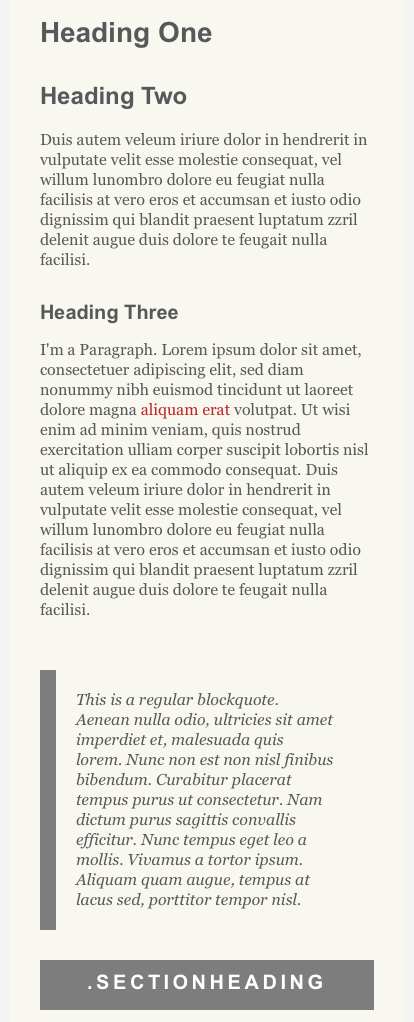 Heading One
Heading Two
Duis autem veleum iriure dolor in hendrerit in
vulputate velit esse molestie consequat, vel
willum lunombro dolore eu feugiat nulla
facilisis at vero eros et accumsan et iusto odio
dignissim qui blandit praesent luptatum zzril
delenit augue duis dolore te feugait nulla
facilisi.
Heading Three
I'm a Paragraph. Lorem ipsum dolor sit amet,
consectetuer adipiscing elit, sed diam
nonummy nibh euismod tincidunt ut laoreet
dolore magna aliquam erat volutpat. Ut wisi
enim ad minim veniam, quis nostrud
exercitation ulliam corper suscipit lobortis nisl
ut aliquip ex ea commodo consequat. Duis
autem veleum iriure dolor in hendrerit in
vulputate velit esse molestie consequat, vel
willum lunombro dolore eu feugiat nulla
facilisis at vero eros et accumsan et iusto odio
dignissim qui blandit praesent luptatum zzril
delenit augue duis dolore te feugait nulla
facilisi.
This is a regular blockquote.
Aenean nulla odio, ultricies sit amet
imperdiet et, malesuada quis
lorem. Nunc non est non nisl finibus
bibendum. Curabitur placerat
tempus purus ut consectetur. Nam
dictum purus sagittis convallis
efficitur. Nunc tempus eget leo a
mollis. Vivamus a tortor ipsum.
Aliquam quam augue, tempus at
lacus sed, porttitor tempor nisl.
.SECTIONHEADING